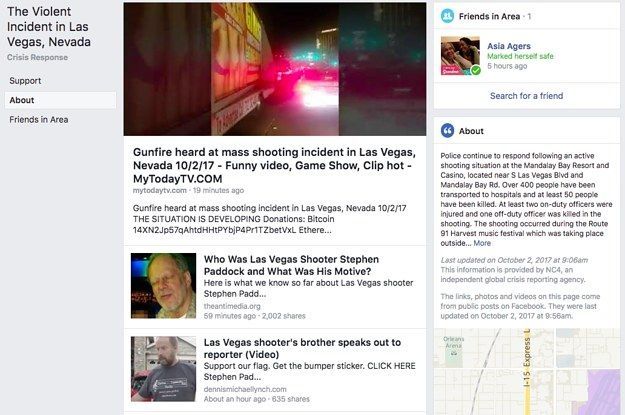 The Violent
Incident in Las
Vegas, Nevada
Crisis Response
Support
About
Friends in Area
Gunfire heard at mass shooting incident in Las Vegas,
Nevada 10/2/17 - Funny video, Game Show, Clip hot -
MyTodayTV.COM
mytodaytv.com · 19 minutes ago
Gunfire heard at mass shooting incident in Las Vegas, Nevada 10/2/17
THE SITUATION IS DEVELOPING Donations: Bitcoin
14XN2Jp57qAhtdHHtPYbjP4Pr1TZbetVxL Ethere...
Who Was Las Vegas Shooter Stephen
Paddock and What Was His Motive?
Here is what we know so far about Las Vegas shooter
Stephen Padd...
theantimedia.org
59 minutes ago · 2,002 shares
Las Vegas shooter's brother speaks out to
reporter (Video)
Support our flag. Get the bumper sticker. CLICK HERE
Stephen Pad...
dennismichaellynch.com
About an hour ago · 635 shares
Friends in Area · 1
Asia Agers
Marked herself safe
5 hours ago
Search for a friend
About
Police continue to respond following an active
shooting situation at the Mandalay Bay Resort and
Casino, located near S Las Vegas Blvd and
Mandalay Bay Rd. Over 400 people have been
transported to hospitals and at least 50 people
have been killed. At least two on-duty officers were
injured and one off-duty officer was killed in the
shooting. The shooting occurred during the Route
91 Harvest music festival which was taking place
outside... More
Last updated on October 2, 2017 at 9:06am
This information is provided by NC4, an
independent global crisis reporting agency.
The links, photos and videos on this page come
from public posts on Facebook. They were last
updated on October 2, 2017 at 9:56am.
Orleans
Arena
I-15 Express L